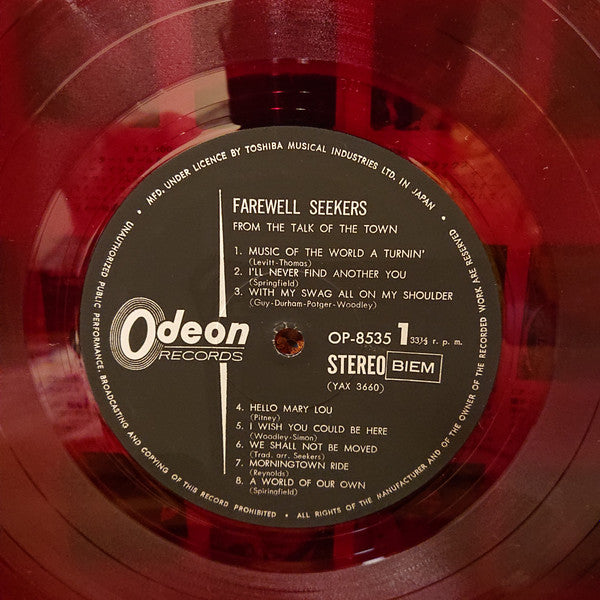 MFD. UNDER LICENCE BY TOSHIBA MUSICAL INDUSTRIES LTD. IN JAPAN
FAREWELL SEEKERS
FROM THE TALK OF THE TOWN
1. MUSIC OF THE WORLD A TURNIN'
(Levitt-Thomas)
2. I'LL NEVER FIND ANOTHER YOU
(Springfield)
3. WITH MY SWAG ALL ON MY SHOULDER
(Guy-Durham-Potger-Woodley)
Odeon
RECORDS
OP-8535 1 33⅓ r. p. m.
STEREO BIEM
(YAX 3660)
4. HELLO MARY LOU
(Pitney)
5. I WISH YOU COULD BE HERE
(Woodley-Simon)
6. WE SHALL NOT BE MOVED
(Trad. arr. Seekers)
7. MORNINGTOWN RIDE
(Reynolds)
8. A WORLD OF OUR OWN
(Spiringfield)
UNAUTHORIZED PUBLIC PERFORMANCE, BROADCASTING AND COPYING OF THIS RECORD PROHIBITED • ALL RIGHTS OF THE MANUFACTURER AND OF THE OWNER OF THE RECORDED WORK ARE RESERVED